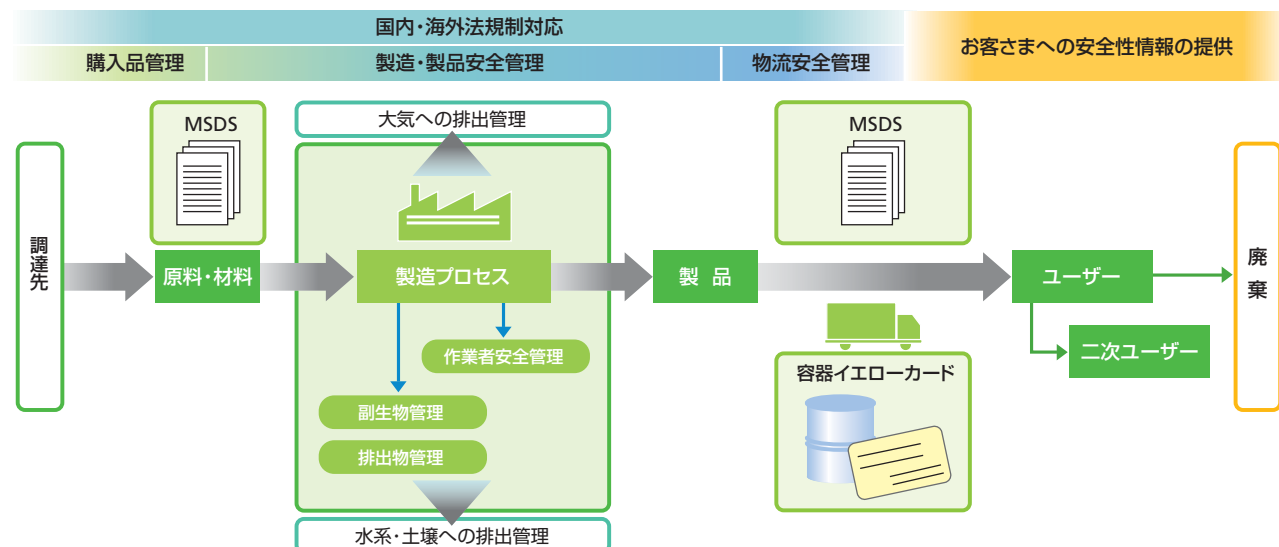 国内・海外法規制対応
お客さまへの安全性情報の提供
購入品管理
製造・製品安全管理
物流安全管理
MSDS
大気への排出管理
MSDS
調達先
原料・材料
製造プロセス
製品
ユーザー
廃棄
作業者安全管理
二次ユーザー
容器イエローカード
副生物管理
排出物管理
水系・土壌への排出管理